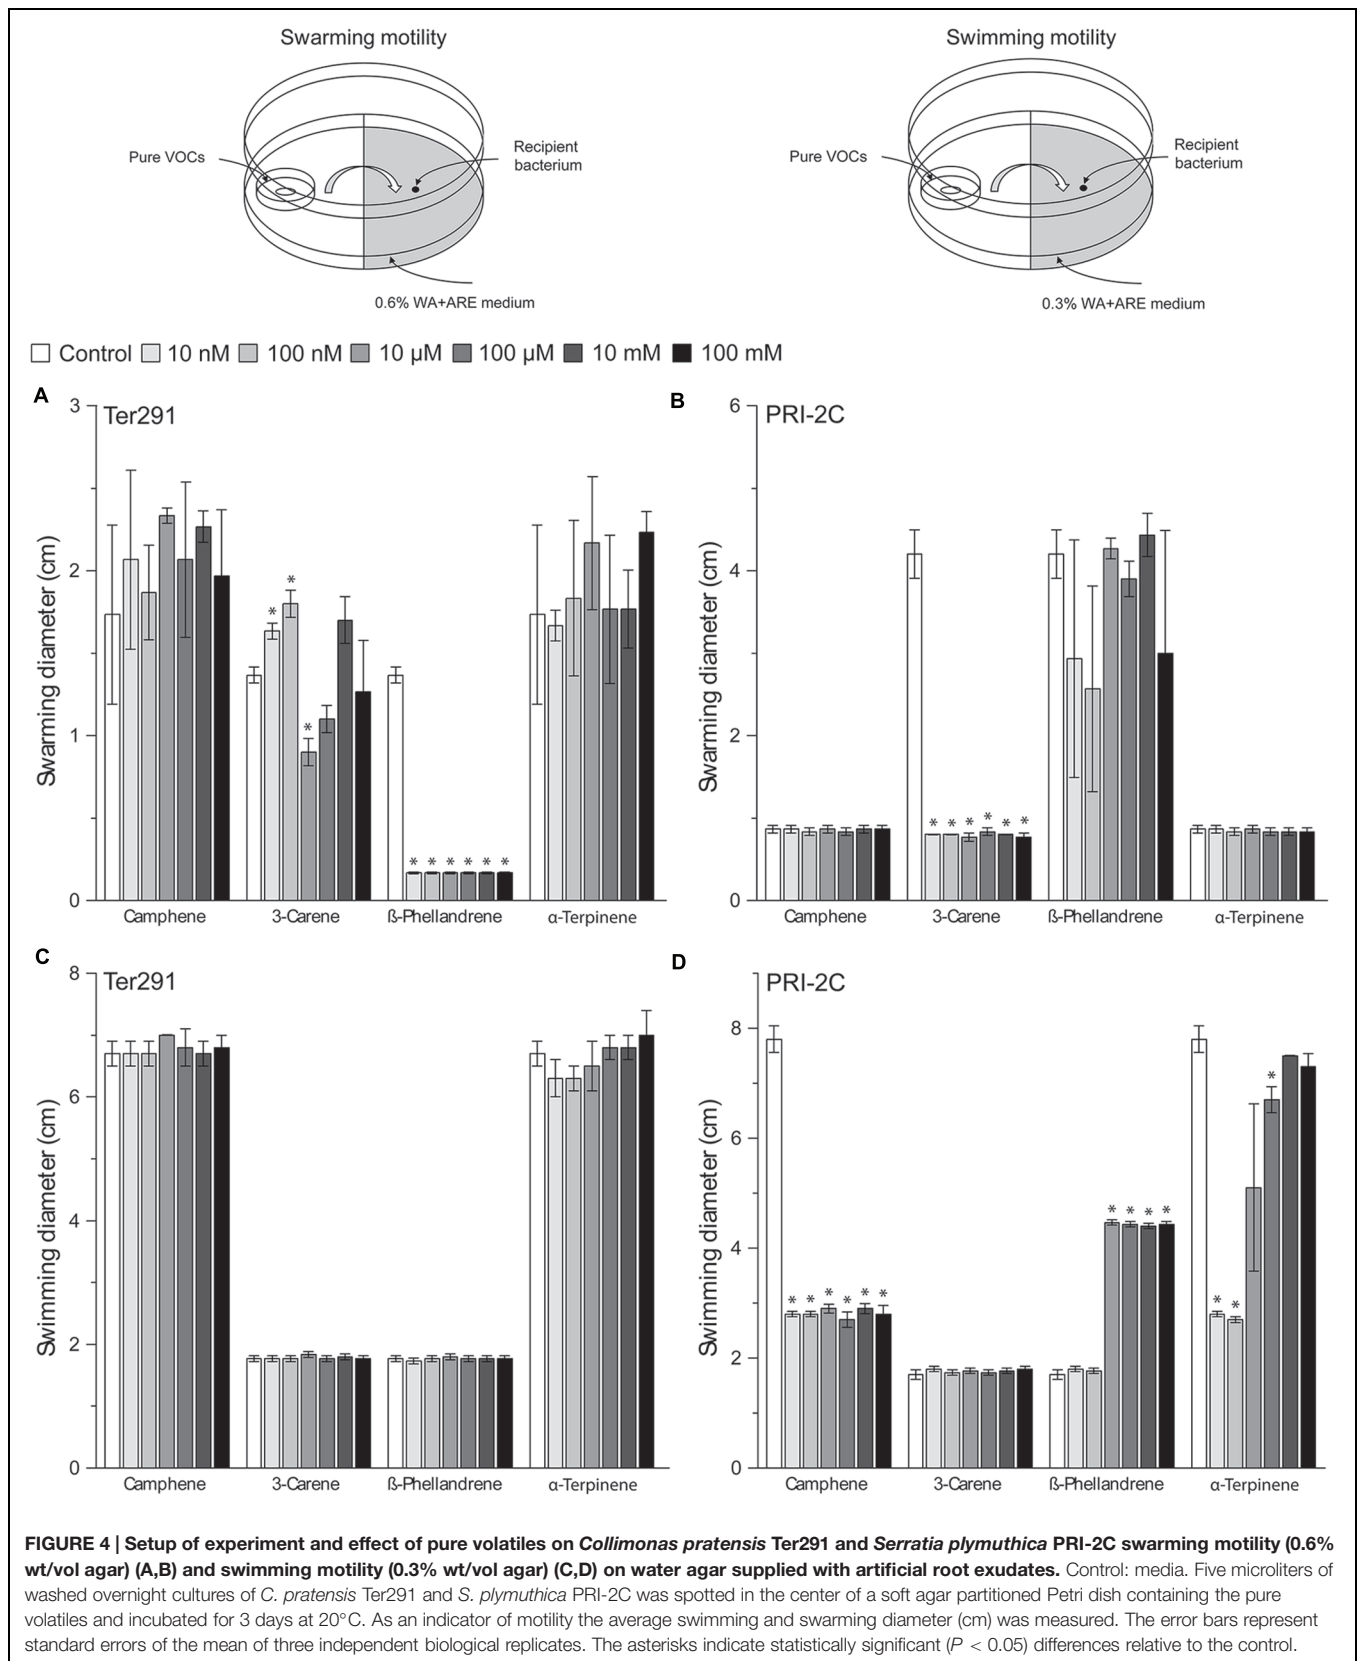 Swarming motility
Swimming motility
Pure VOCs
Recipient
bacterium
0.6% WA+ARE medium
Pure VOCs
Recipient
bacterium
0.3% WA+ARE medium
Control 10 nM 100 nM 10 µM 100 µM 10 mM 100 mM
A
Ter291
Swarming diameter (cm)
3
2
1
0
* * *
* * * * * *
Camphene 3-Carene ß-Phellandrene α-Terpinene
B
PRI-2C
Swarming diameter (cm)
6
4
2
0
* * * * * *
Camphene 3-Carene ß-Phellandrene α-Terpinene
C
Ter291
Swimming diameter (cm)
8
6
4
2
0
Camphene 3-Carene ß-Phellandrene α-Terpinene
D
PRI-2C
Swimming diameter (cm)
8
6
4
2
0
* * * * * *
* * * *
* * *
Camphene 3-Carene ß-Phellandrene α-Terpinene
FIGURE 4 | Setup of experiment and effect of pure volatiles on Collimonas pratensis Ter291 and Serratia plymuthica PRI-2C swarming motility (0.6%
wt/vol agar) (A,B) and swimming motility (0.3% wt/vol agar) (C,D) on water agar supplied with artificial root exudates. Control: media. Five microliters of
washed overnight cultures of C. pratensis Ter291 and S. plymuthica PRI-2C was spotted in the center of a soft agar partitioned Petri dish containing the pure
volatiles and incubated for 3 days at 20°C. As an indicator of motility the average swimming and swarming diameter (cm) was measured. The error bars represent
standard errors of the mean of three independent biological replicates. The asterisks indicate statistically significant (P < 0.05) differences relative to the control.